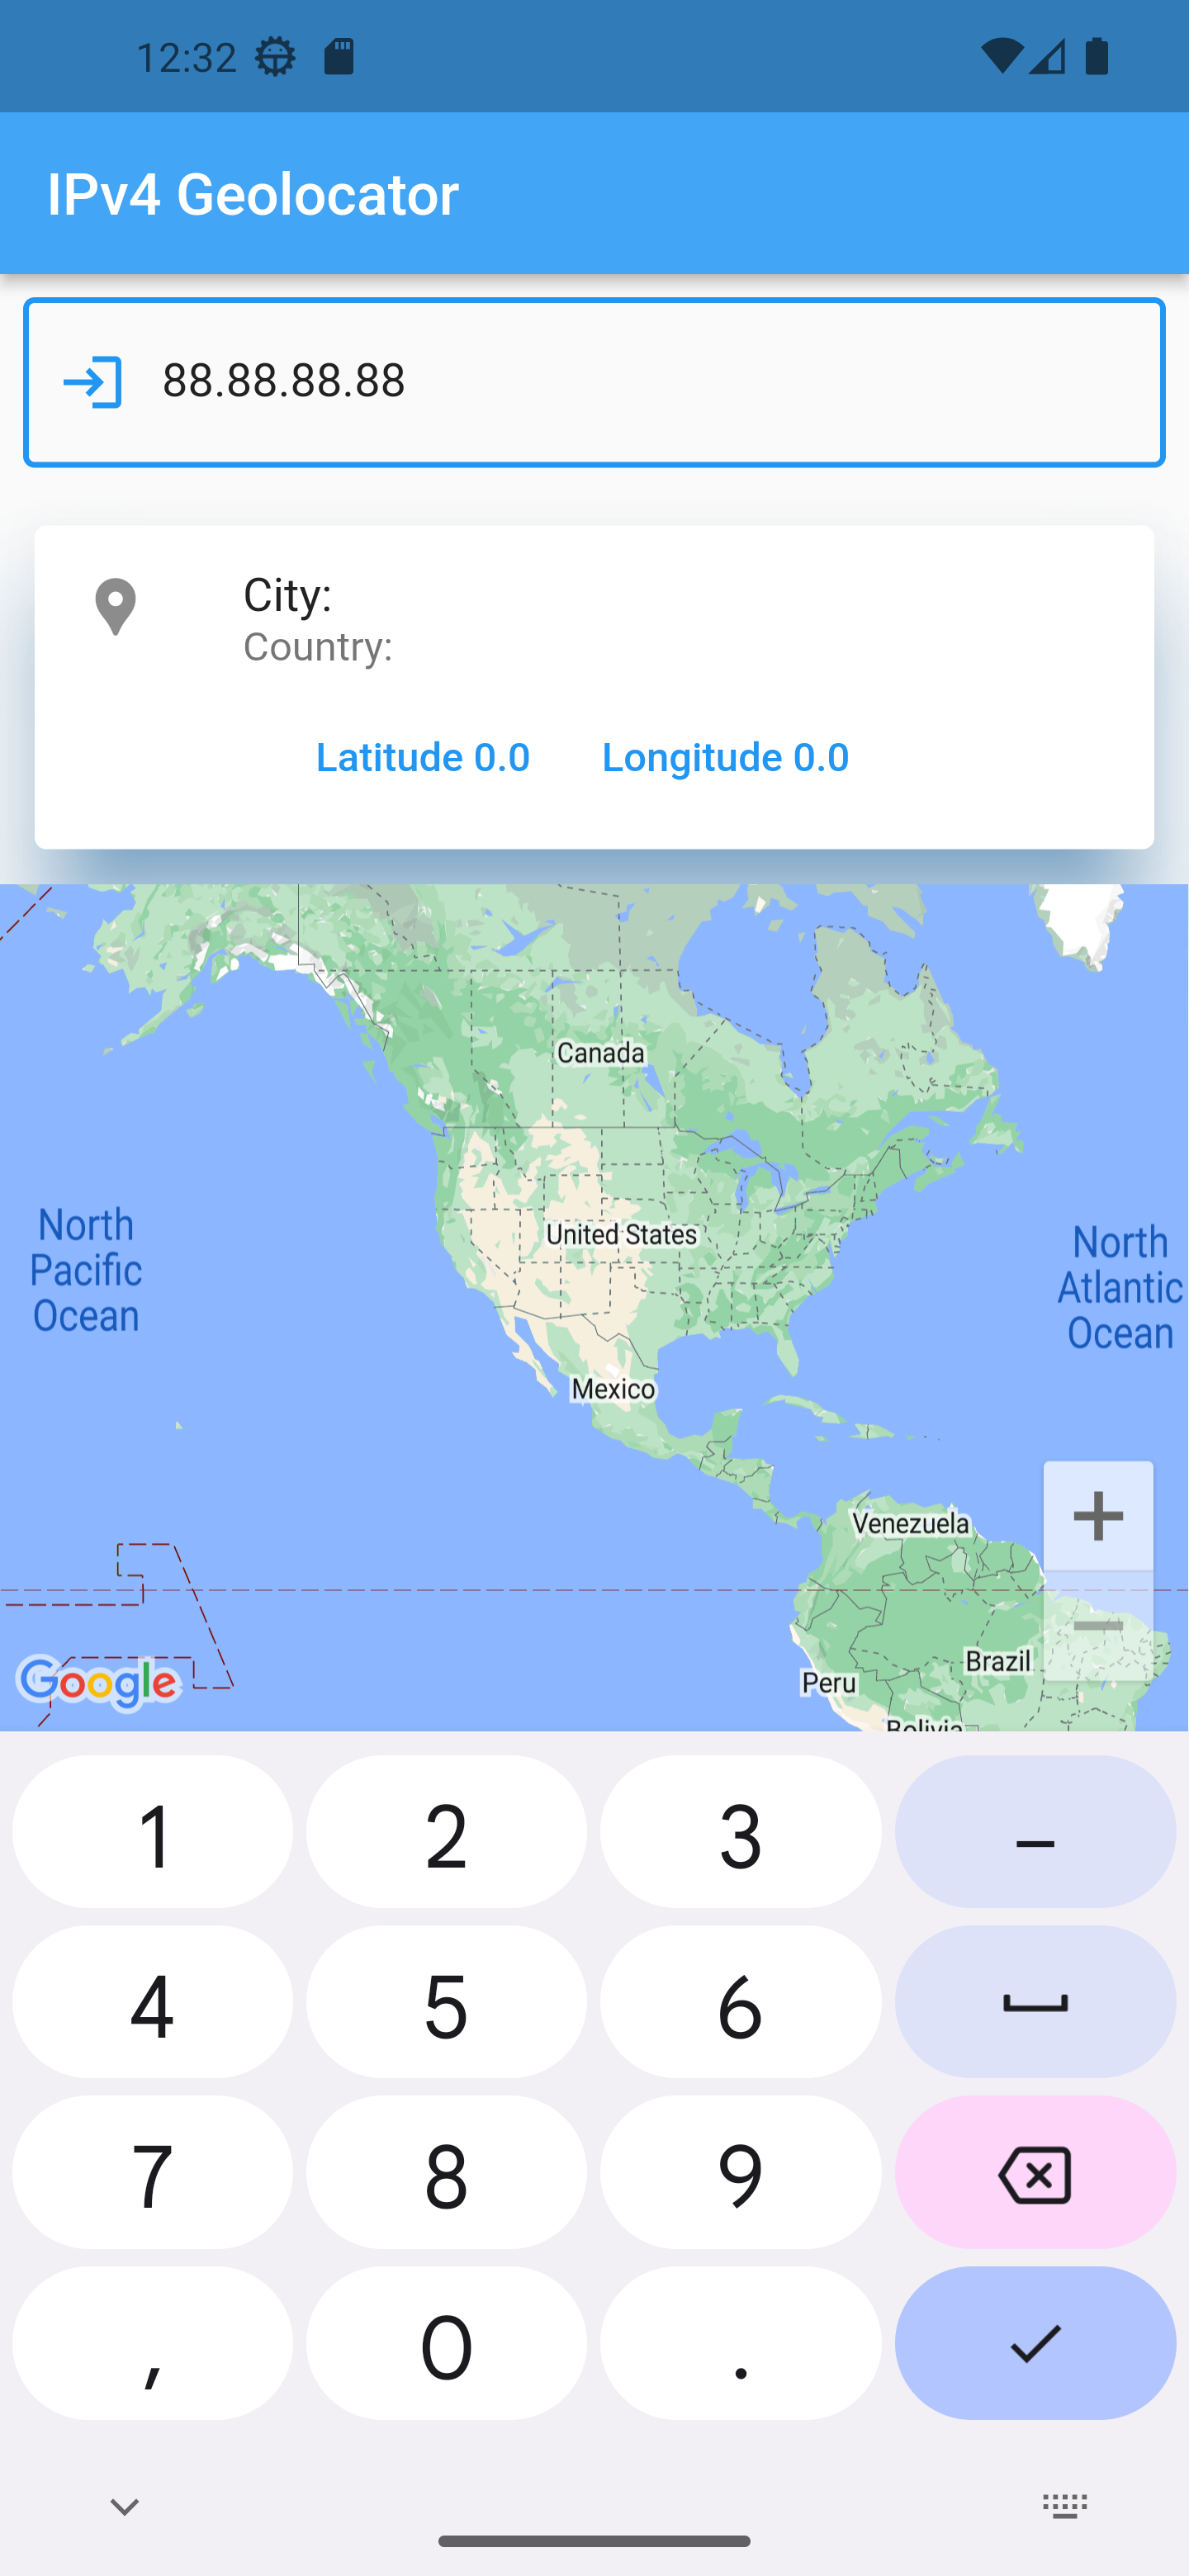 12:32
IPv4 Geolocator
88.88.88.88
City:
Country:
Latitude 0.0 Longitude 0.0
Canada
United States
North
Pacific
Ocean
North
Atlantic
Ocean
Mexico
Venezuela
Brazil
Peru
Bolivia
Google
1 2 3 –
4 5 6
7 8 9
, 0 .